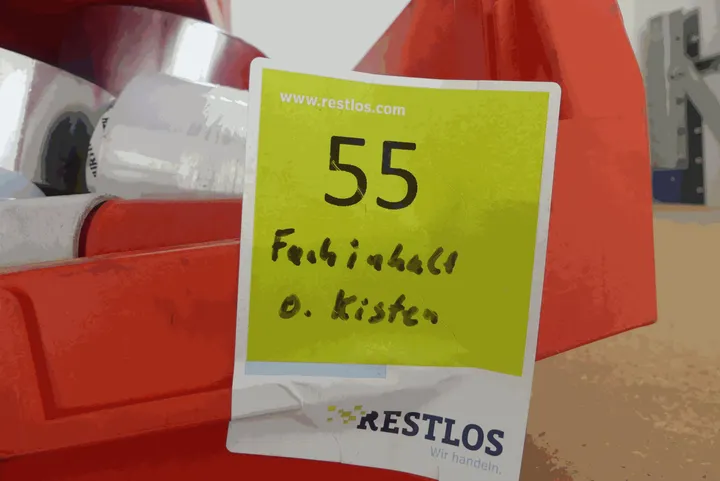 www.restlos.com
55
Fachinhalt
o. Kisten
RESTLOS
Wir handeln.